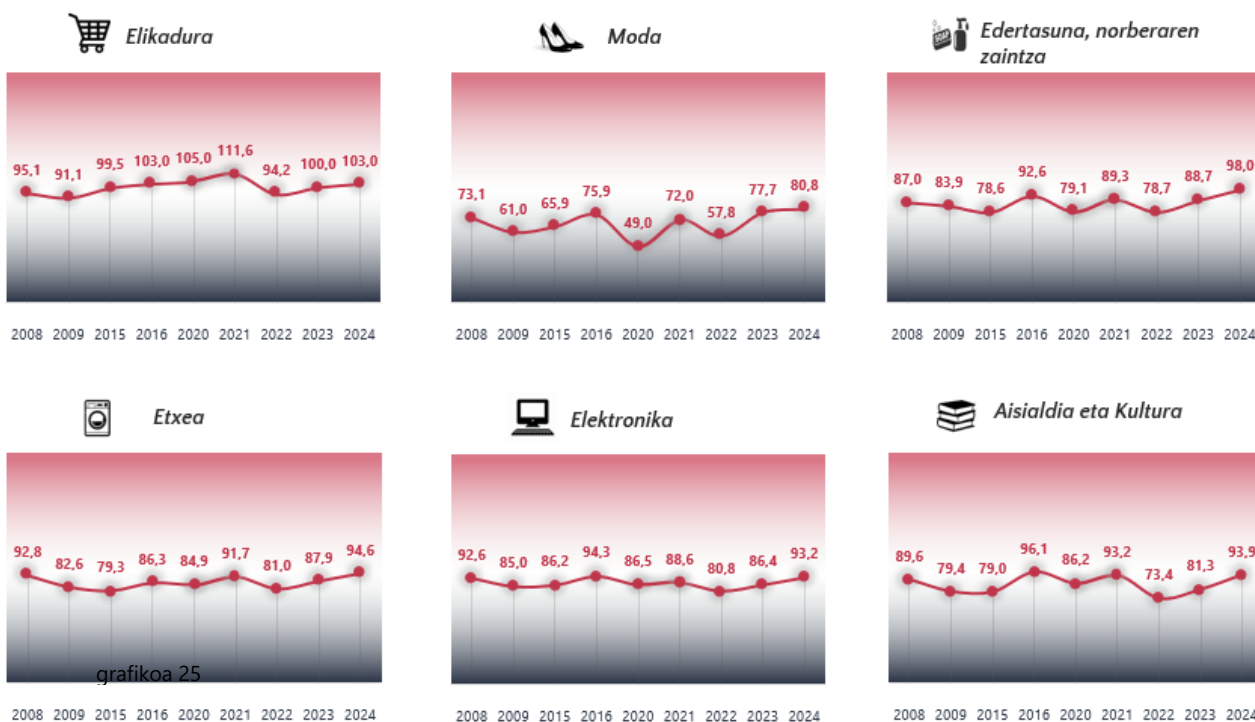 Elikadura
Moda
SOAP
Edertasuna, norberaren
zaintza
95,1 91,1 99,5 103,0 105,0 111,6 94,2 100,0 103,0
2008 2009 2015 2016 2020 2021 2022 2023 2024
73,1 61,0 65,9 75,9 49,0 72,0 57,8 77,7 80,8
2008 2009 2015 2016 2020 2021 2022 2023 2024
87,0 83,9 78,6 92,6 79,1 89,3 78,7 88,7 98,0
2008 2009 2015 2016 2020 2021 2022 2023 2024
Etxea
Elektronika
Aisialdia eta Kultura
92,8 82,6 79,3 86,3 84,9 91,7 81,0 87,9 94,6
grafikoa 25
2008 2009 2015 2016 2020 2021 2022 2023 2024
92,6 85,0 86,2 94,3 86,5 88,6 80,8 86,4 93,2
2008 2009 2015 2016 2020 2021 2022 2023 2024
89,6 79,4 79,0 96,1 86,2 93,2 73,4 81,3 93,9
2008 2009 2015 2016 2020 2021 2022 2023 2024